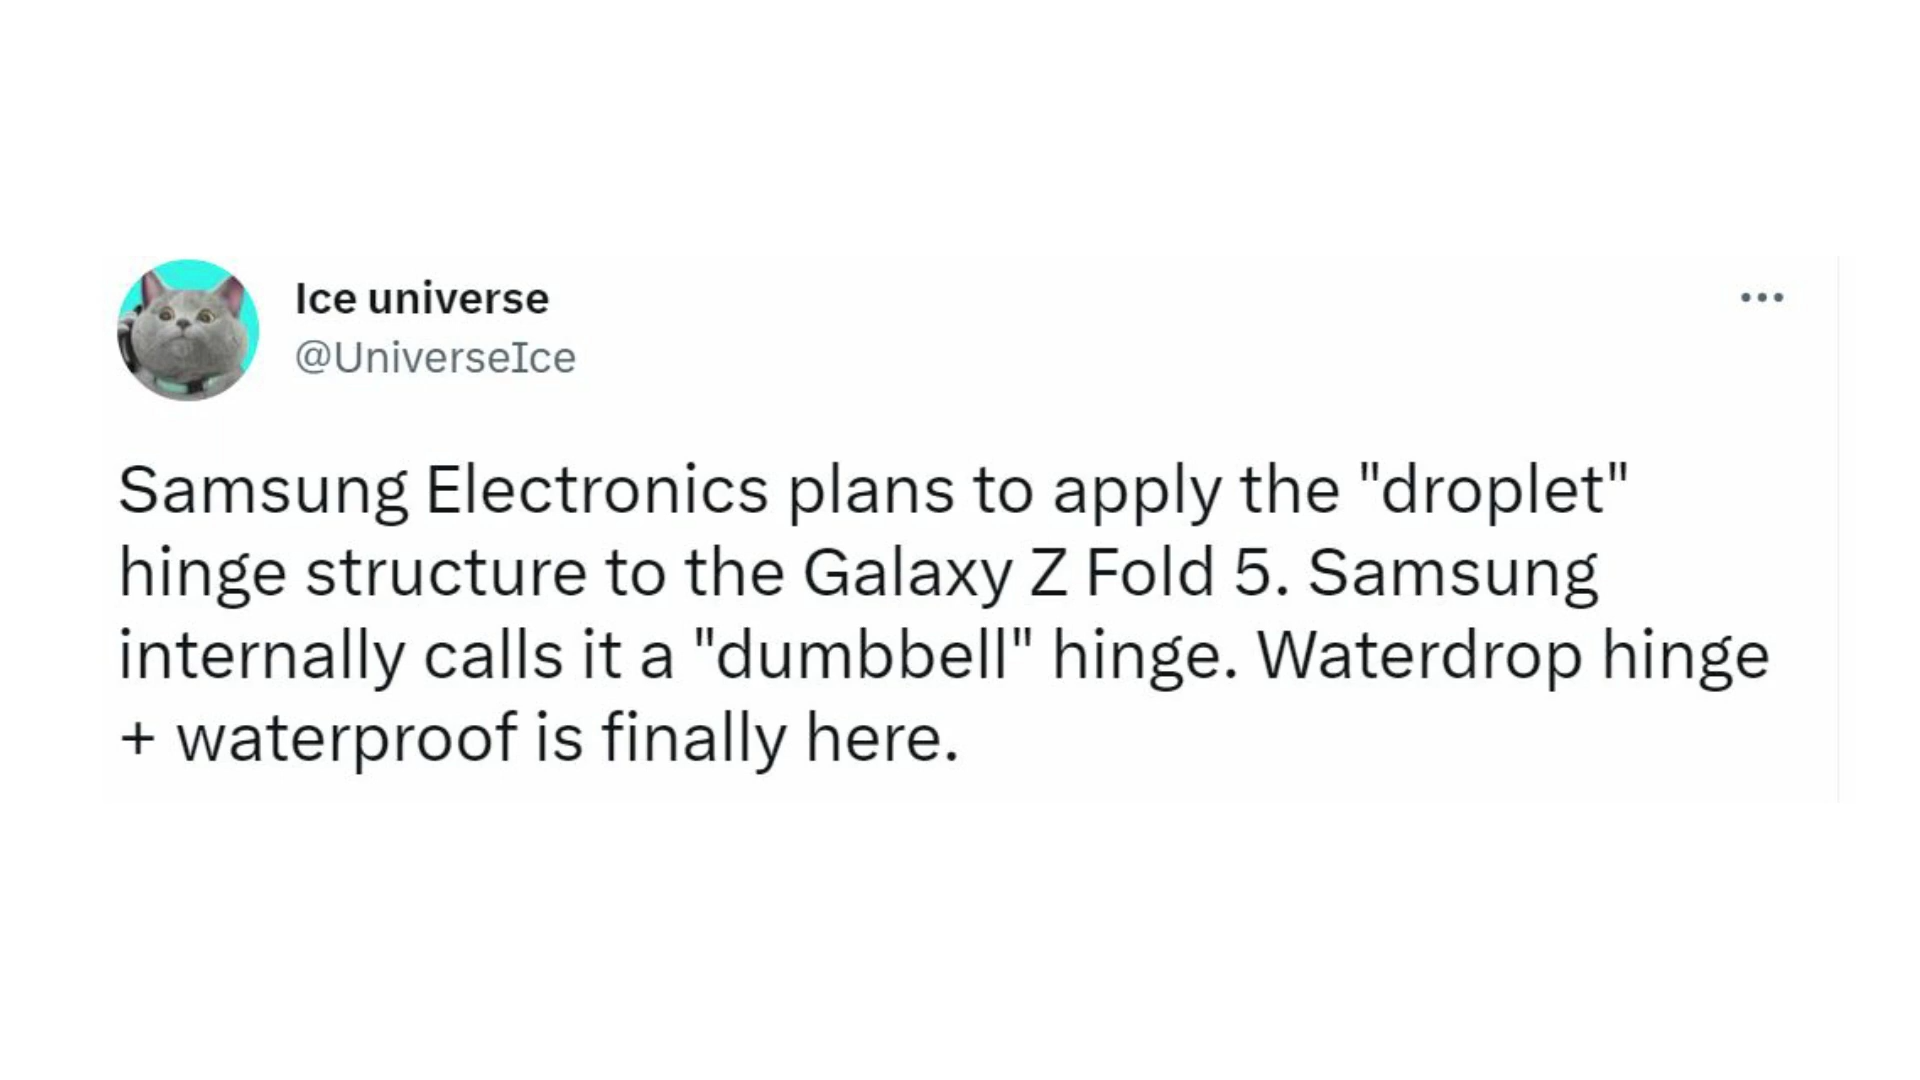 Ice universe
@UniverseIce
Samsung Electronics plans to apply the "droplet"
hinge structure to the Galaxy Z Fold 5. Samsung
internally calls it a "dumbbell" hinge. Waterdrop hinge
+ waterproof is finally here.